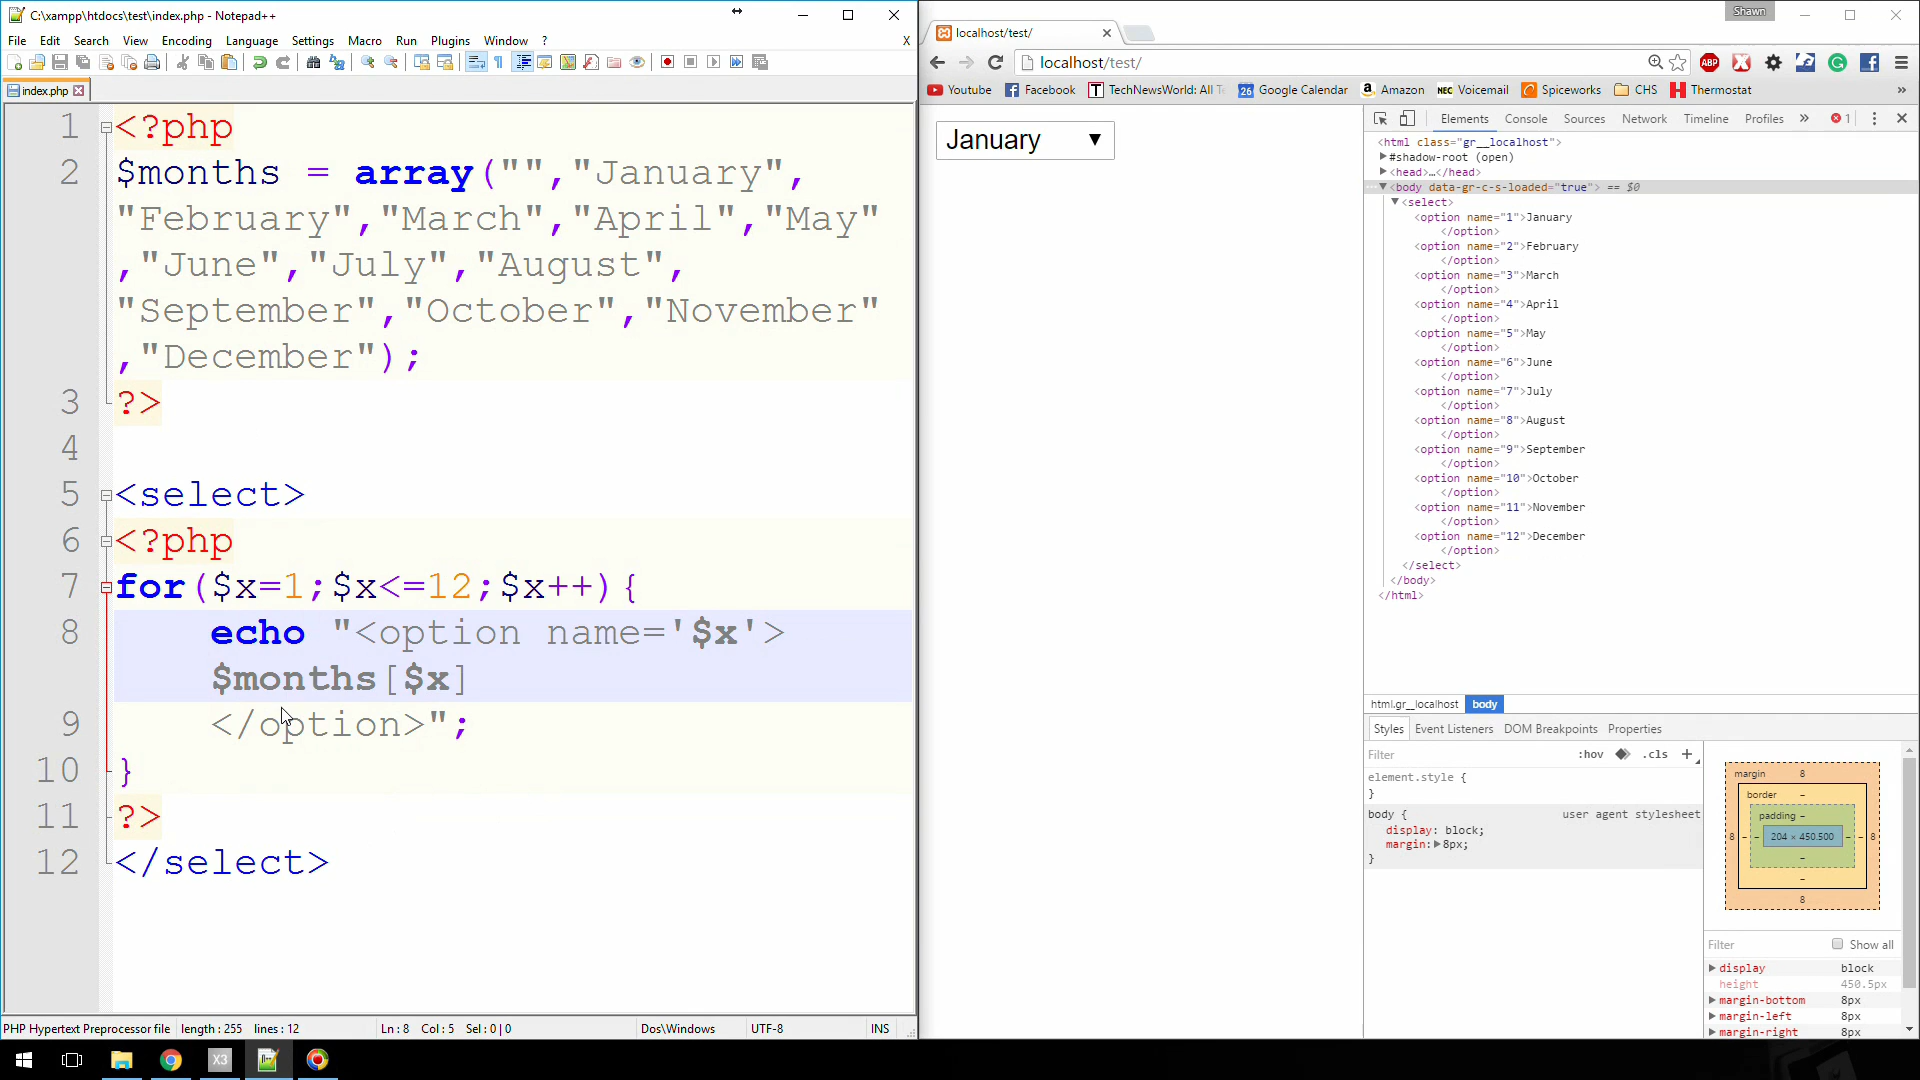 C:\xampp\htdocs\test\index.php - Notepad++
File Edit Search View Encoding Language Settings Macro Run Plugins Window ? X
index.php
1 <?php
2 $months = array("","January",
"February","March","April","May"
,"June","July","August",
"September","October","November"
,"December");
3 ?>
4
5 <select>
6 <?php
7 for($x=1;$x<=12;$x++){
8 echo "<option name='$x'>
$months[$x]
9 </option>";
10 }
11 ?>
12 </select>
PHP Hypertext Preprocessor file length : 255 lines : 12 Ln : 8 Col : 5 Sel : 0 | 0 Dos\Windows UTF-8 INS
Shawn
localhost/test/
localhost/test/
ABP
Youtube Facebook T TechNewsWorld: All T 26 Google Calendar a Amazon NEC Voicemail Spiceworks CHS Thermostat »
January
Elements Console Sources Network Timeline Profiles » 1
<html class="gr__localhost">
#shadow-root (open)
<head>…</head>
<body data-gr-c-s-loaded="true"> == $0
<select>
<option name="1">January
</option>
<option name="2">February
</option>
<option name="3">March
</option>
<option name="4">April
</option>
<option name="5">May
</option>
<option name="6">June
</option>
<option name="7">July
</option>
<option name="8">August
</option>
<option name="9">September
</option>
<option name="10">October
</option>
<option name="11">November
</option>
<option name="12">December
</option>
</select>
</body>
</html>
html.gr__localhost body
Styles Event Listeners DOM Breakpoints Properties
Filter :hov .cls +
element.style {
}
body { user agent stylesheet
display: block;
margin: 8px;
}
margin 8
border –
padding –
8 – – 204 × 450.500 – – 8
–
–
8
Filter Show all
display block
height 450.5px
margin-bottom 8px
margin-left 8px
margin-right 8px
X3